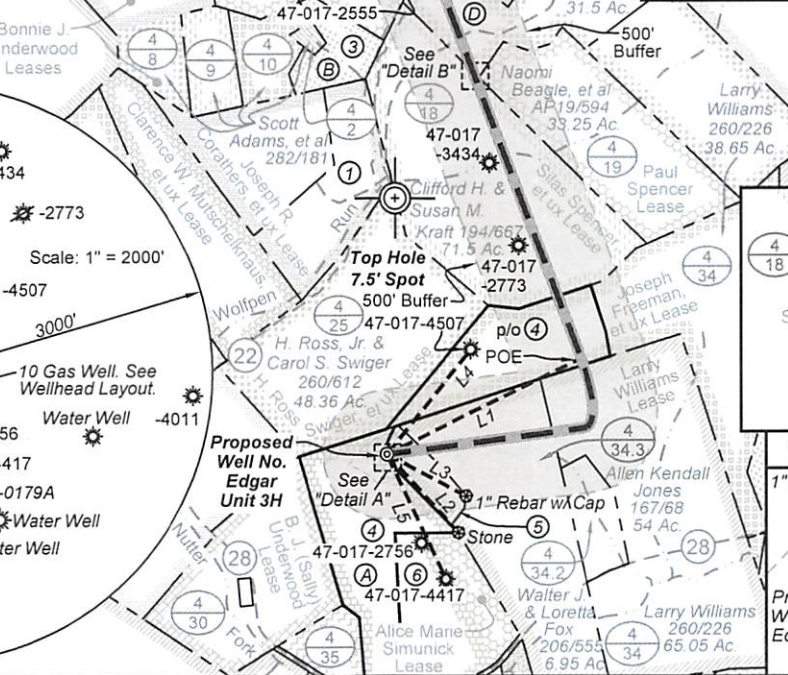 Bonnie J.
Underwood
Leases
4
8
4
9
4
10
47-017-2555
3
B
4
2
Scott
Adams, et al
282/181
1
D
31.5 Ac.
500'
Buffer
See
"Detail B"
4
18
Naomi
Beagle, et al
AP19/594
33.25 Ac.
Larry
Williams
260/226
38.65 Ac.
4
19
Paul
Spencer
Lease
47-017
-3434
Silas Spencer
et ux Lease
Clarence W. Mutschelknaus,
et ux Lease
Joseph R.
Corathers, et ux Lease
Run
Clifford H. &
Susan M.
Kraft 194/667
71.5 Ac.
Top Hole
7.5' Spot
500' Buffer
47-017
-2773
4
34
4
18
Joseph
Freeman,
et ux Lease
434
-2773
Scale: 1" = 2000'
-4507
3000'
10 Gas Well. See
Wellhead Layout.
Water Well
-4011
56
-417
-0179A
Water Well
ter Well
Wolfpen
22
4
25
47-017-4507
H. Ross, Jr. &
Carol S. Swiger
260/612
48.36 Ac.
H. Ross
Swiger, et ux Lease
p/o 4
POE
L4
L1
Larry
Williams
Lease
4
34.3
Proposed
Well No.
Edgar
Unit 3H
See
"Detail A"
L3
L2
L5
1" Rebar w/ Cap
5
Stone
Allen Kendall
Jones
167/68
54 Ac.
4
47-017-2756
A
6
47-017-4417
28
4
34.2
Walter J.
& Loretta
Fox
206/555
6.95 Ac.
Larry Williams
260/226
65.05 Ac.
4
34
Nutter
28
Fork
B. J. (Sally)
Underwood
Lease
4
30
4
35
Alice Marie
Simunick
Lease
1"
Pr
W
Ed